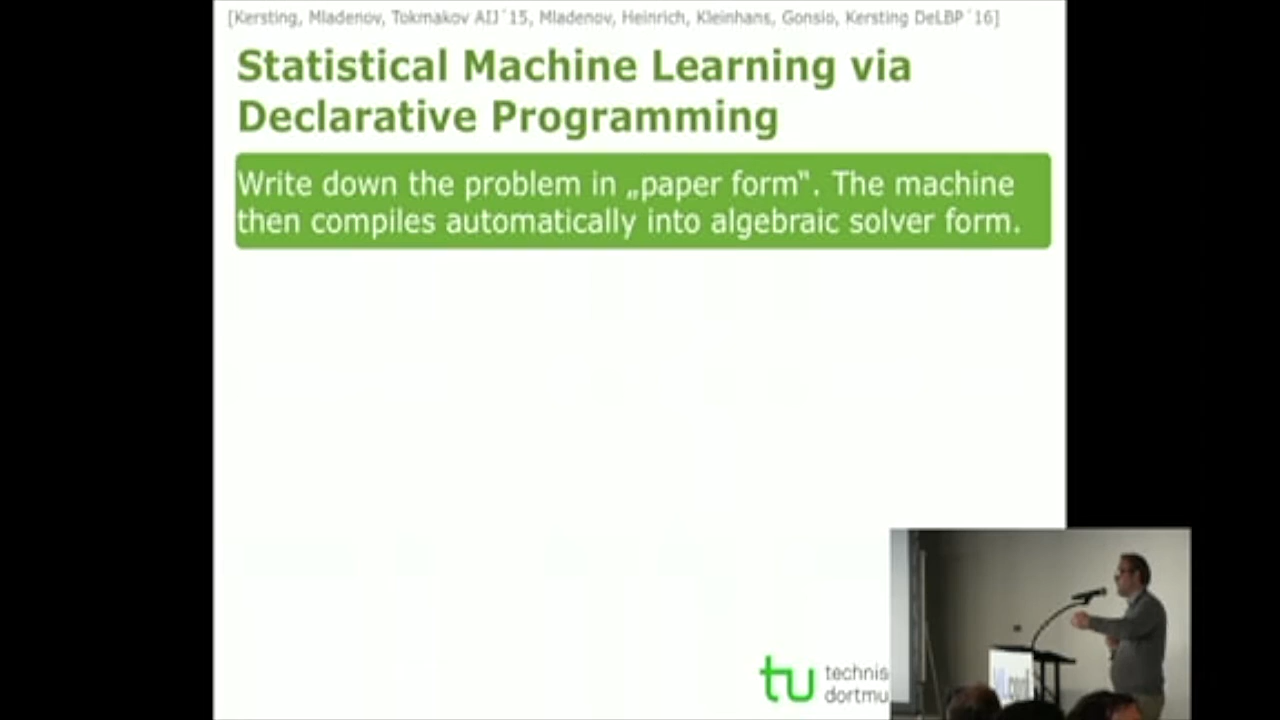 [Kersting, Mladenov, Tokmakov AIJ´15, Mladenov, Heinrich, Kleinhans, Gonsio, Kersting DeLBP´16]
Statistical Machine Learning via
Declarative Programming
Write down the problem in „paper form“. The machine
then compiles automatically into algebraic solver form.
tu technis
dortmu